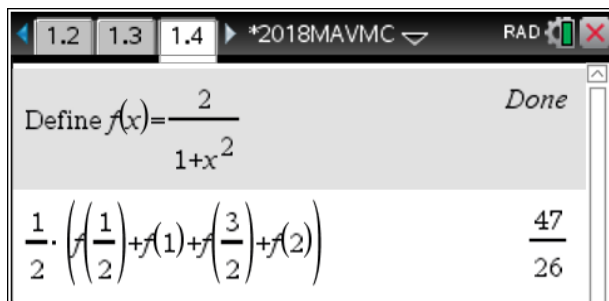 1.2 1.3 1.4 *2018MAVMC RAD
Define f(x)=2/(1+x^2) Done
1/2·(f(1/2)+f(1)+f(3/2)+f(2)) 47/26